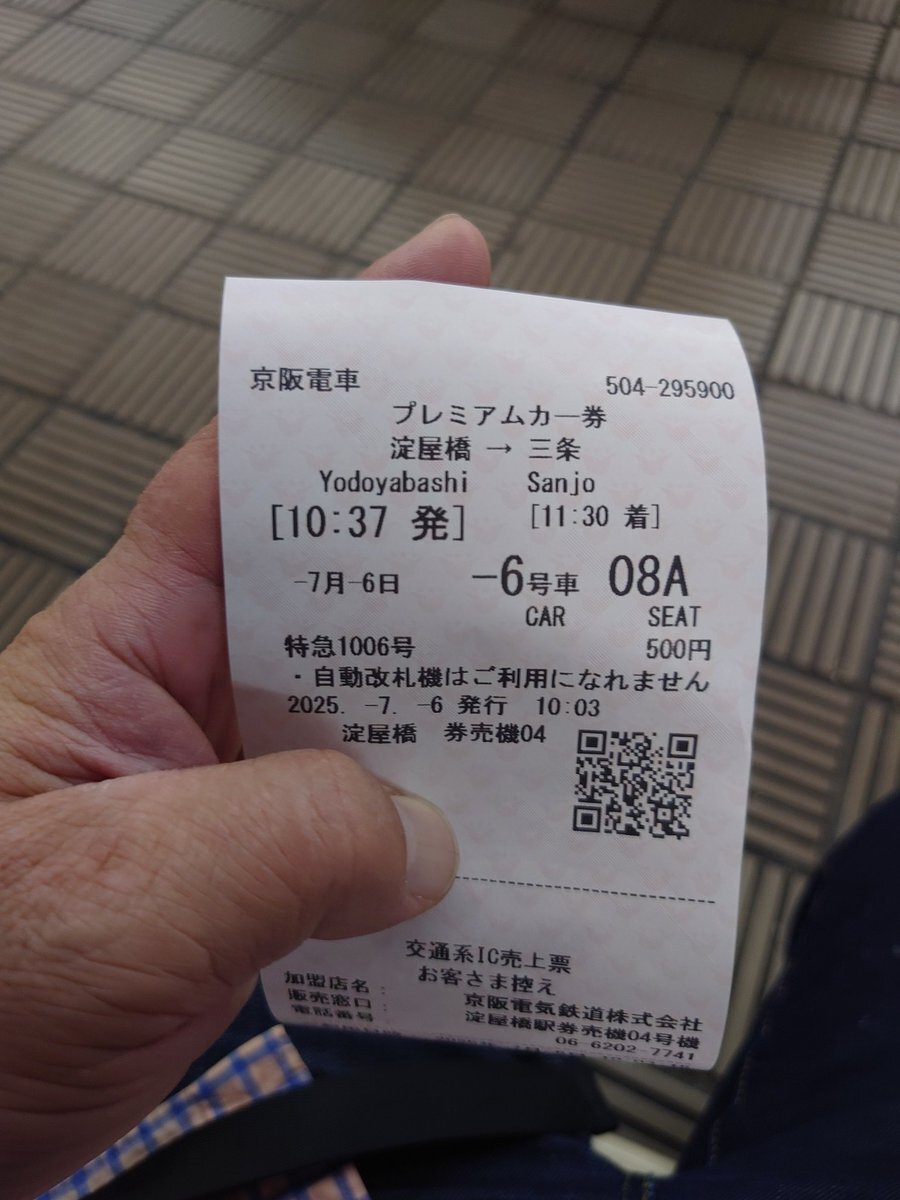 京阪電車 504-295900
プレミアムカー券
淀屋橋 → 三条
Yodoyabashi Sanjo
[10:37 発] [11:30 着]
-7月-6日 -6号車 08A
CAR SEAT
特急1006号 500円
・自動改札機はご利用になれません
2025. -7. -6 発行 10:03
淀屋橋 券売機04
交通系IC売上票
お客さま控え
加盟店名: 京阪電気鉄道株式会社
販売窓口: 淀屋橋駅券売機04号機
電話番号 06-6202-7741